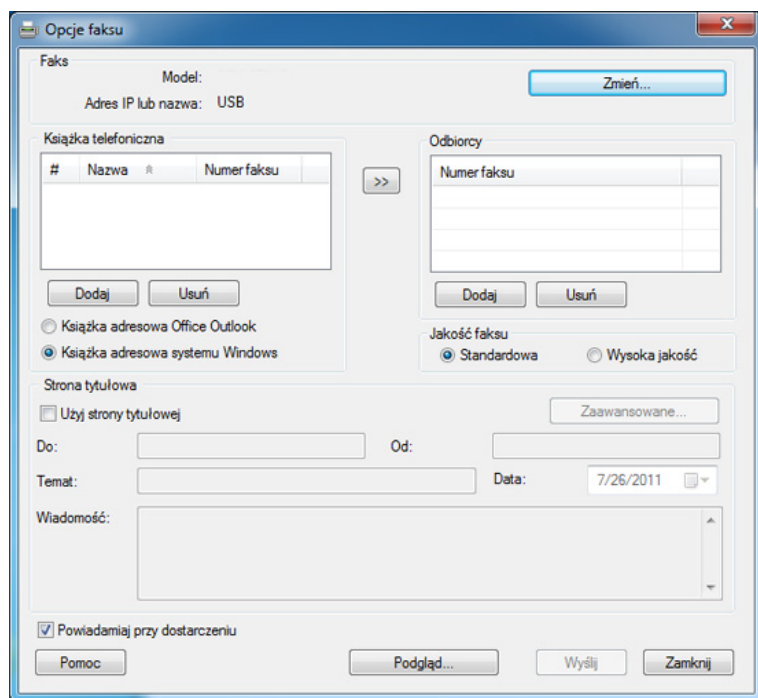 Opcje faksu
Faks
Model:
Zmień...
Adres IP lub nazwa: USB
Książka telefoniczna
# Nazwa Numer faksu
>>
Dodaj Usuń
Książka adresowa Office Outlook
Książka adresowa systemu Windows
Odbiorcy
Numer faksu
Dodaj Usuń
Jakość faksu
Standardowa Wysoka jakość
Strona tytułowa
Użyj strony tytułowej Zaawansowane...
Do: Od:
Temat: Data: 7/26/2011
Wiadomość:
Powiadamiaj przy dostarczeniu
Pomoc Podgląd... Wyślij Zamknij